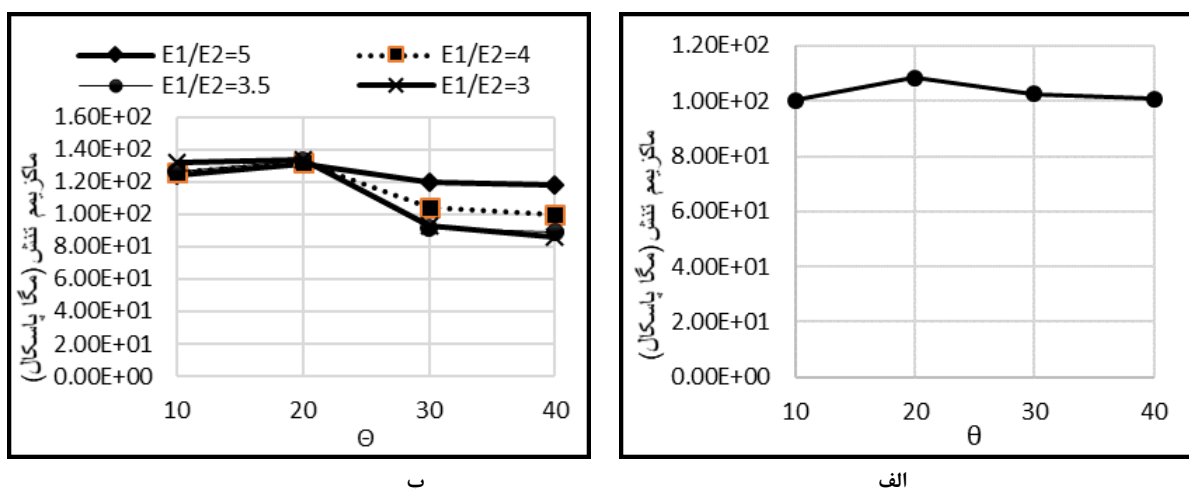 E1/E2=5 E1/E2=4
E1/E2=3.5 E1/E2=3
ماکزیمم تنش (مگا پاسکال)
1.60E+02
1.40E+02
1.20E+02
1.00E+02
8.00E+01
6.00E+01
4.00E+01
2.00E+01
0.00E+00
10 20 30 40
Θ
ب
ماکزیمم تنش (مگا پاسکال)
1.20E+02
1.00E+02
8.00E+01
6.00E+01
4.00E+01
2.00E+01
0.00E+00
10 20 30 40
θ
الف